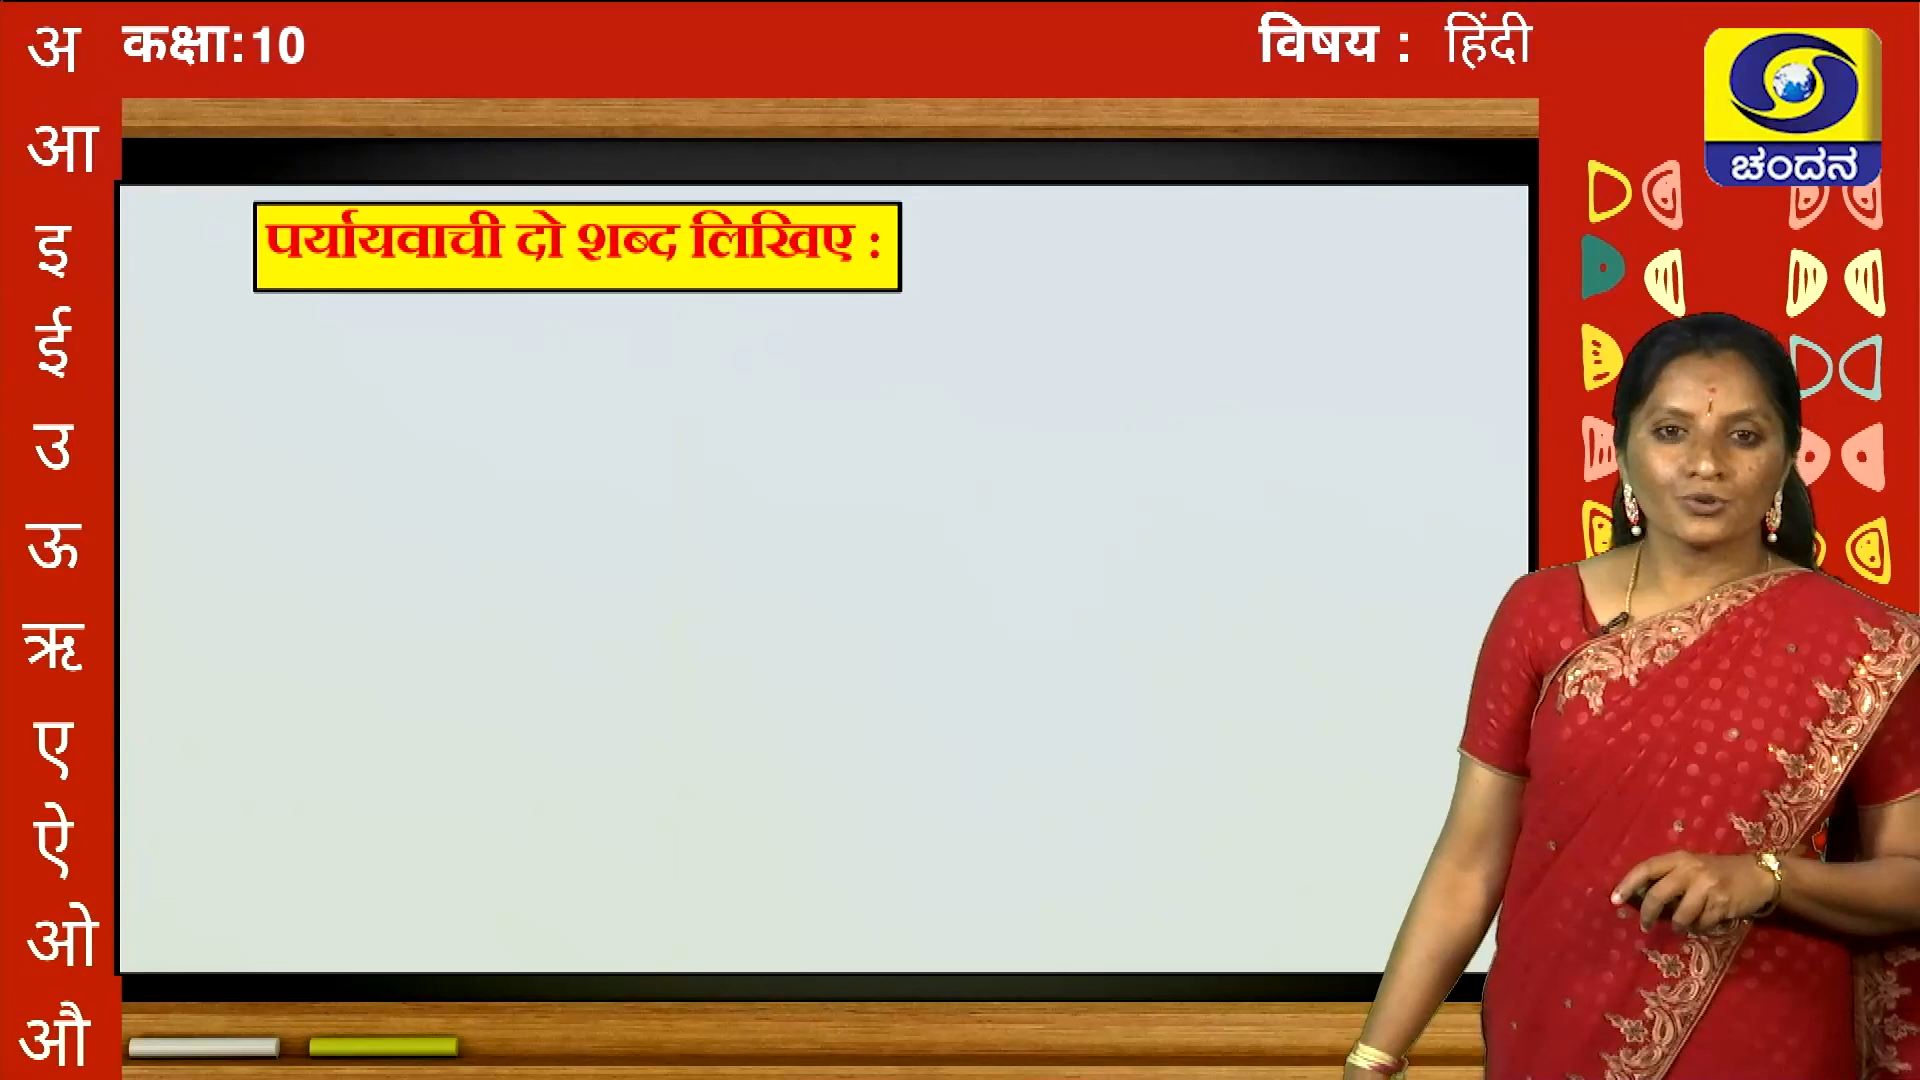 कक्षा:10
विषय : हिंदी
ಚಂದನ
अ
आ
इ
ई
उ
ऊ
ऋ
ए
ऐ
ओ
औ
पर्यायवाची दो शब्द लिखिए :